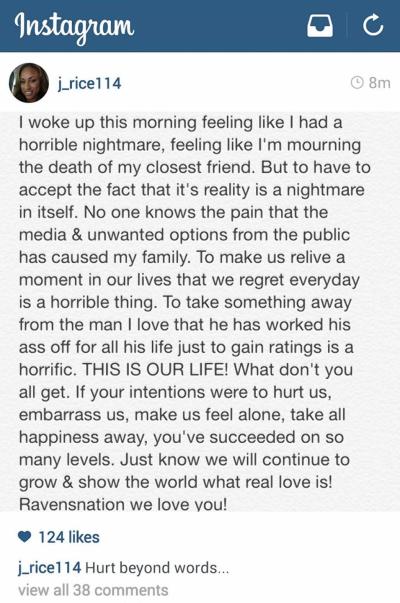 Instagram
j_rice114
8m
I woke up this morning feeling like I had a
horrible nightmare, feeling like I'm mourning
the death of my closest friend. But to have to
accept the fact that it's reality is a nightmare
in itself. No one knows the pain that the
media & unwanted options from the public
has caused my family. To make us relive a
moment in our lives that we regret everyday
is a horrible thing. To take something away
from the man I love that he has worked his
ass off for all his life just to gain ratings is a
horrific. THIS IS OUR LIFE! What don't you
all get. If your intentions were to hurt us,
embarrass us, make us feel alone, take all
happiness away, you've succeeded on so
many levels. Just know we will continue to
grow & show the world what real love is!
Ravensnation we love you!
124 likes
j_rice114 Hurt beyond words...
view all 38 comments